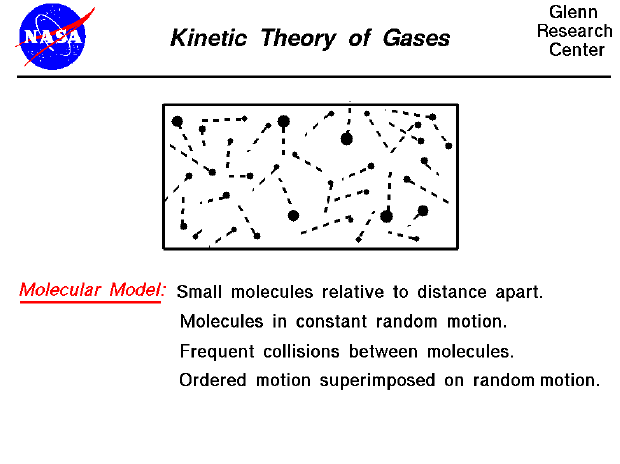 NASA
Kinetic Theory of Gases
Glenn
Research
Center
Molecular Model: Small molecules relative to distance apart.
Molecules in constant random motion.
Frequent collisions between molecules.
Ordered motion superimposed on random motion.